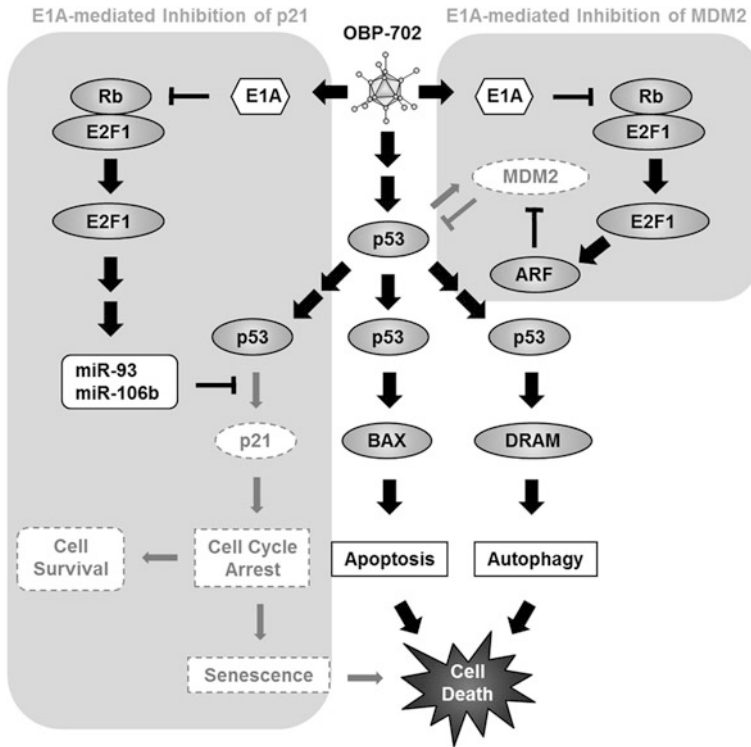 E1A-mediated Inhibition of p21
E1A-mediated Inhibition of MDM2
OBP-702
Rb
E1A
E1A
Rb
E2F1
E2F1
MDM2
E2F1
p53
E2F1
ARF
p53
p53
p53
miR-93
miR-106b
p21
BAX
DRAM
Cell
Survival
Cell Cycle
Arrest
Apoptosis
Autophagy
Senescence
Cell
Death